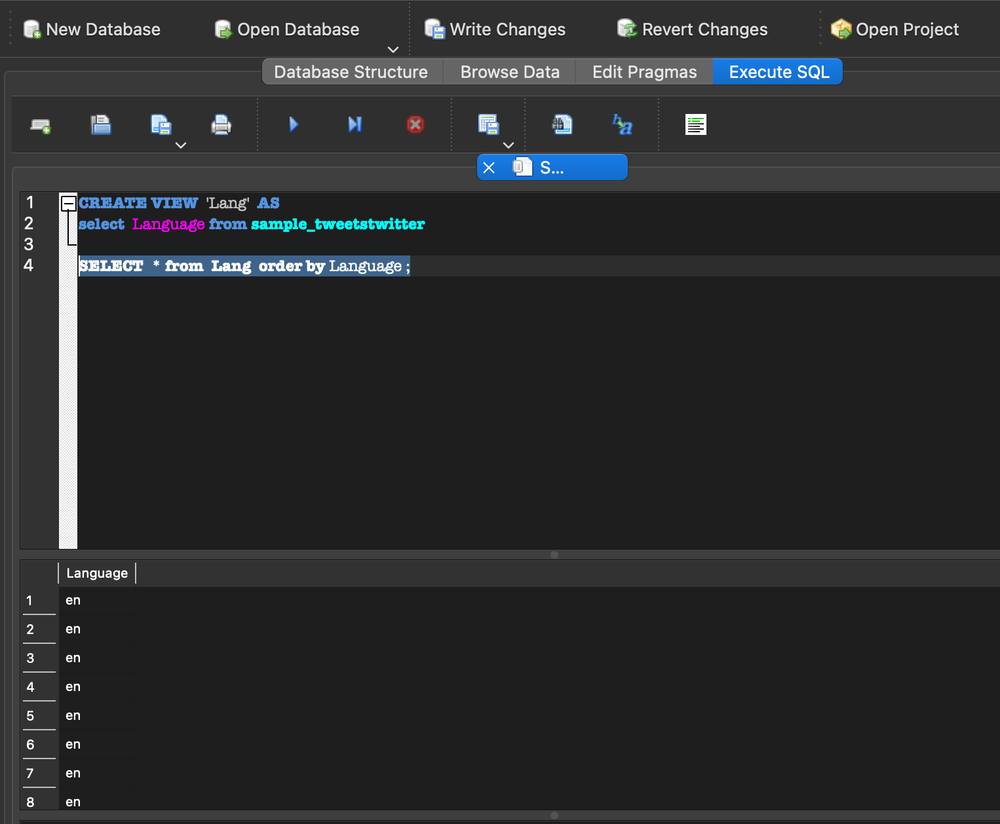 New Database Open Database Write Changes Revert Changes Open Project
Database Structure Browse Data Edit Pragmas Execute SQL
S...
1 CREATE VIEW 'Lang' AS
2 select Language from sample_tweetstwitter
3
4 SELECT * from Lang order by Language ;
Language
1 en
2 en
3 en
4 en
5 en
6 en
7 en
8 en